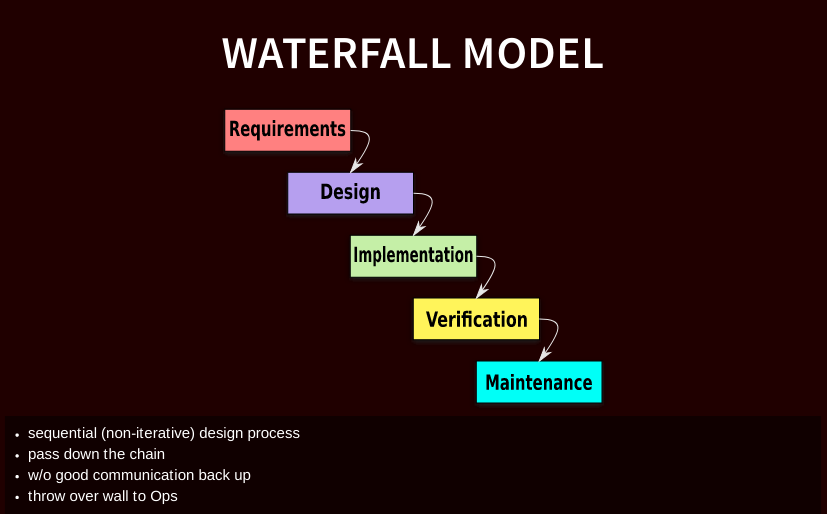 WATERFALL MODEL
Requirements
Design
Implementation
Verification
Maintenance
• sequential (non-iterative) design process
• pass down the chain
• w/o good communication back up
• throw over wall to Ops